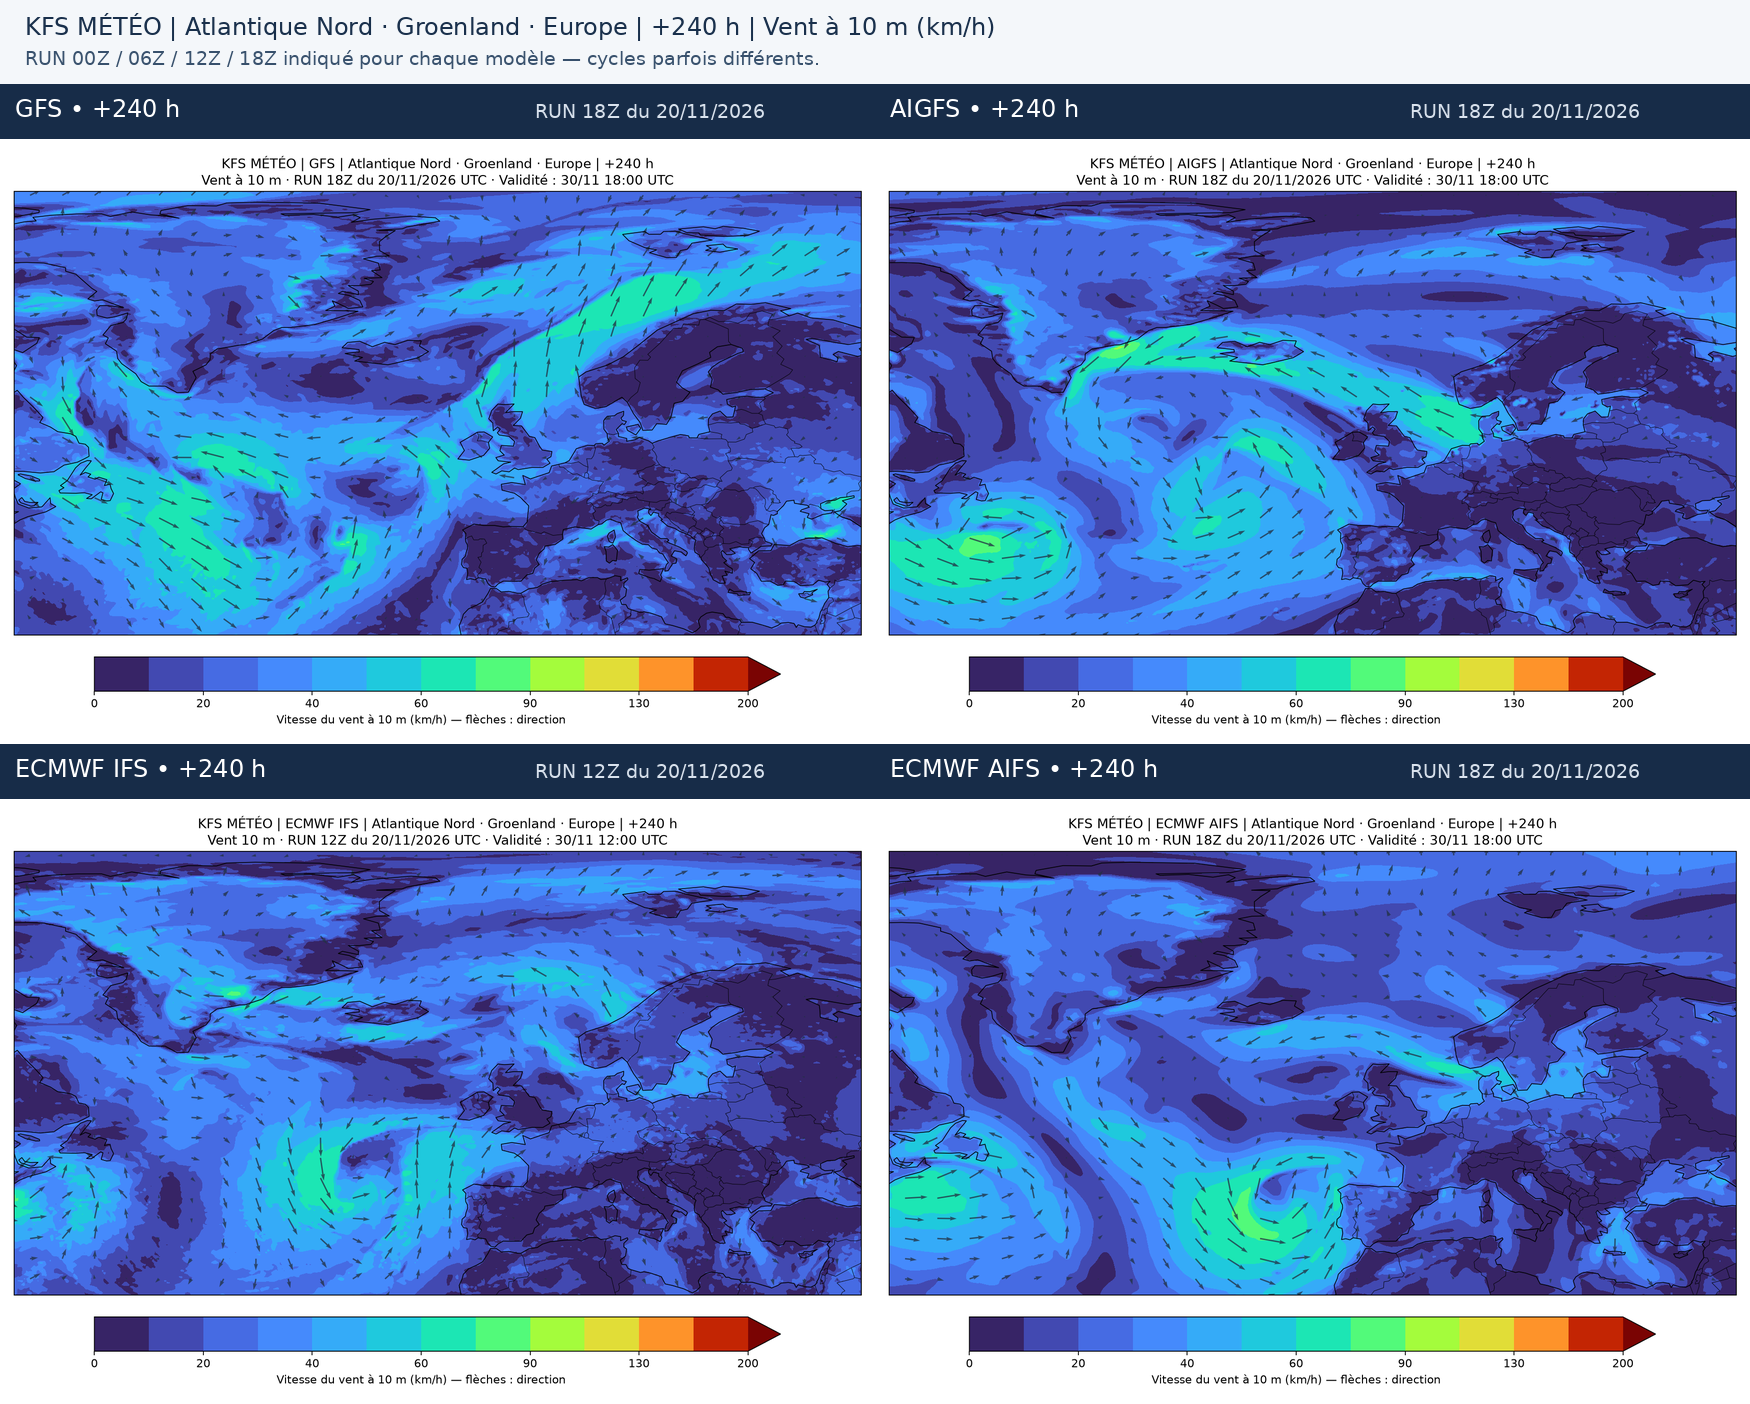 KFS MÉTÉO | Atlantique Nord · Groenland · Europe | +240 h | Vent à 10 m (km/h)
RUN 00Z / 06Z / 12Z / 18Z indiqué pour chaque modèle — cycles parfois différents.
GFS • +240 h
RUN 18Z du 20/11/2026
AIGFS • +240 h
RUN 18Z du 20/11/2026
KFS MÉTÉO | GFS | Atlantique Nord · Groenland · Europe | +240 h
Vent à 10 m · RUN 18Z du 20/11/2026 UTC · Validité : 30/11 18:00 UTC
KFS MÉTÉO | AIGFS | Atlantique Nord · Groenland · Europe | +240 h
Vent à 10 m · RUN 18Z du 20/11/2026 UTC · Validité : 30/11 18:00 UTC
0 20 40 60 90 130 200
Vitesse du vent à 10 m (km/h) — flèches : direction
0 20 40 60 90 130 200
Vitesse du vent à 10 m (km/h) — flèches : direction
ECMWF IFS • +240 h
RUN 12Z du 20/11/2026
ECMWF AIFS • +240 h
RUN 18Z du 20/11/2026
KFS MÉTÉO | ECMWF IFS | Atlantique Nord · Groenland · Europe | +240 h
Vent 10 m · RUN 12Z du 20/11/2026 UTC · Validité : 30/11 12:00 UTC
KFS MÉTÉO | ECMWF AIFS | Atlantique Nord · Groenland · Europe | +240 h
Vent 10 m · RUN 18Z du 20/11/2026 UTC · Validité : 30/11 18:00 UTC
0 20 40 60 90 130 200
Vitesse du vent à 10 m (km/h) — flèches : direction
0 20 40 60 90 130 200
Vitesse du vent à 10 m (km/h) — flèches : direction